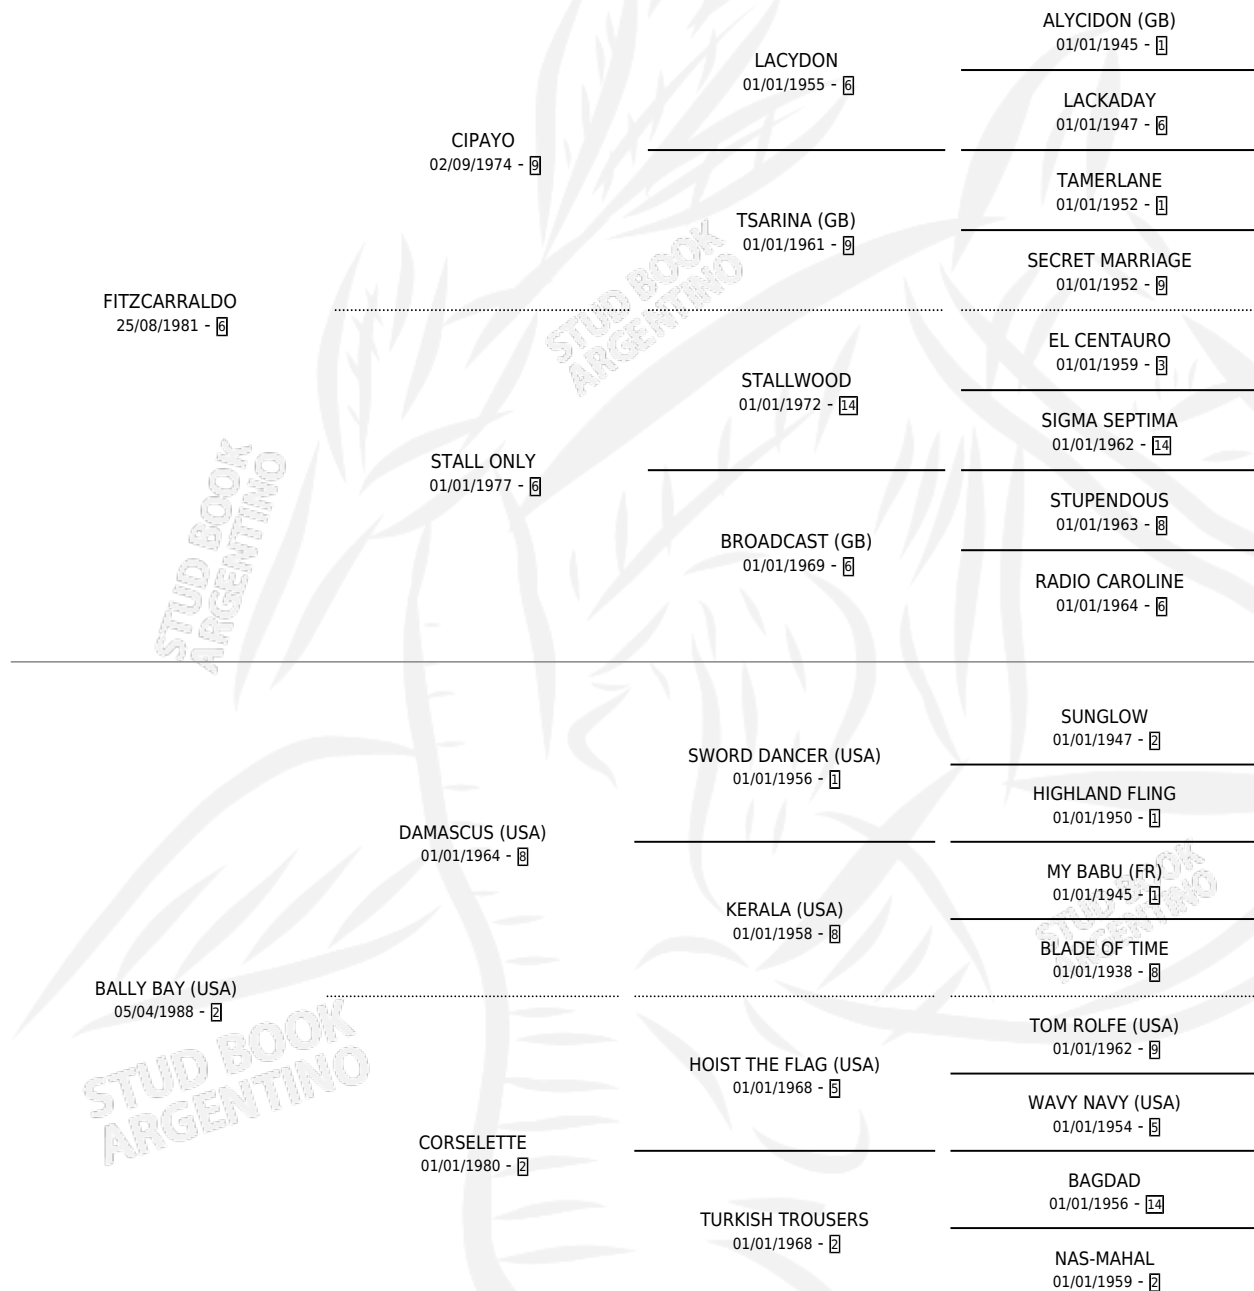 FITZCARRALDO
25/08/1981 - 6
CIPAYO
02/09/1974 - 9
STALL ONLY
01/01/1977 - 6
LACYDON
01/01/1955 - 6
TSARINA (GB)
01/01/1961 - 9
STALLWOOD
01/01/1972 - 14
BROADCAST (GB)
01/01/1969 - 6
ALYCIDON (GB)
01/01/1945 - 1
LACKADAY
01/01/1947 - 6
TAMERLANE
01/01/1952 - 1
SECRET MARRIAGE
01/01/1952 - 9
EL CENTAURO
01/01/1959 - 3
SIGMA SEPTIMA
01/01/1962 - 14
STUPENDOUS
01/01/1963 - 8
RADIO CAROLINE
01/01/1964 - 6
STUD BOOK
ARGENTINO
STUD BOOK
ARGENTINO
BALLY BAY (USA)
05/04/1988 - 2
DAMASCUS (USA)
01/01/1964 - 8
CORSELETTE
01/01/1980 - 2
SWORD DANCER (USA)
01/01/1956 - 1
KERALA (USA)
01/01/1958 - 8
HOIST THE FLAG (USA)
01/01/1968 - 5
TURKISH TROUSERS
01/01/1968 - 2
SUNGLOW
01/01/1947 - 2
HIGHLAND FLING
01/01/1950 - 1
MY BABU (FR)
01/01/1945 - 1
BLADE OF TIME
01/01/1938 - 8
TOM ROLFE (USA)
01/01/1962 - 9
WAVY NAVY (USA)
01/01/1954 - 5
BAGDAD
01/01/1956 - 14
NAS-MAHAL
01/01/1959 - 2
STUD BOOK
ARGENTINO
STUD BOOK
ARGENTINO